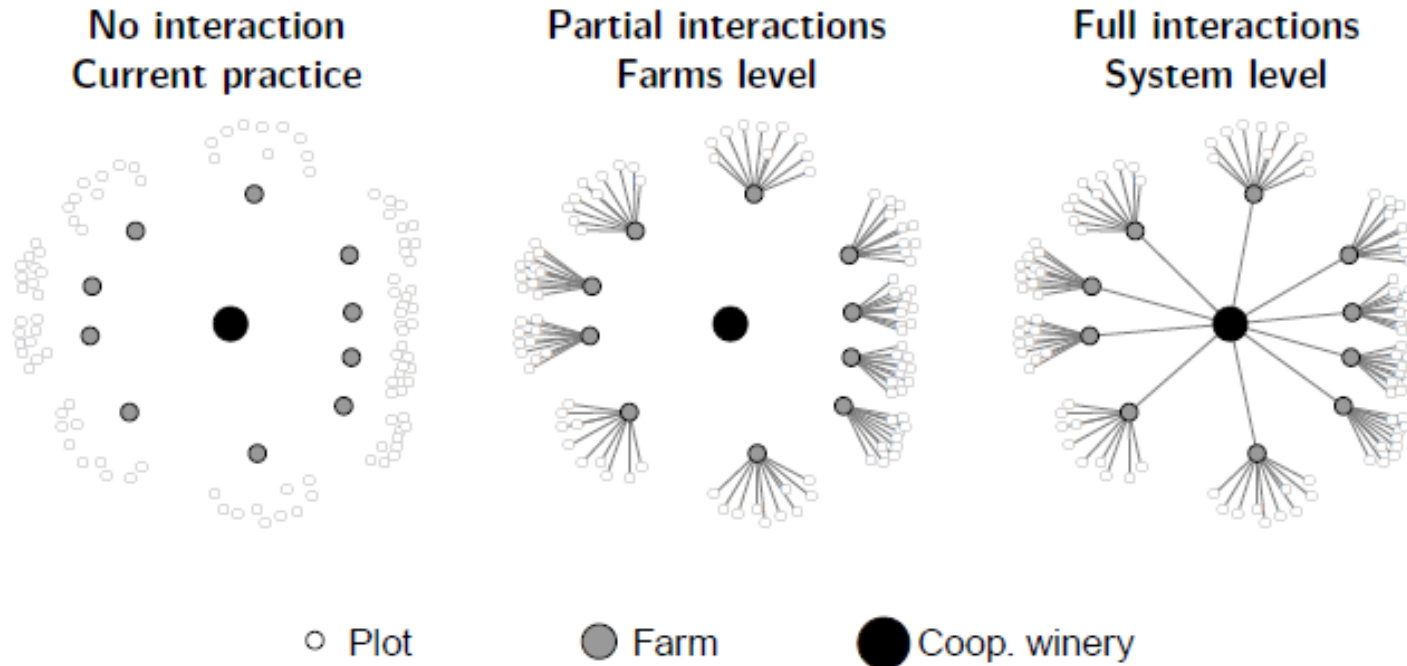 No interaction
Current practice
Partial interactions
Farms level
Full interactions
System level
Plot
Farm
Coop. winery